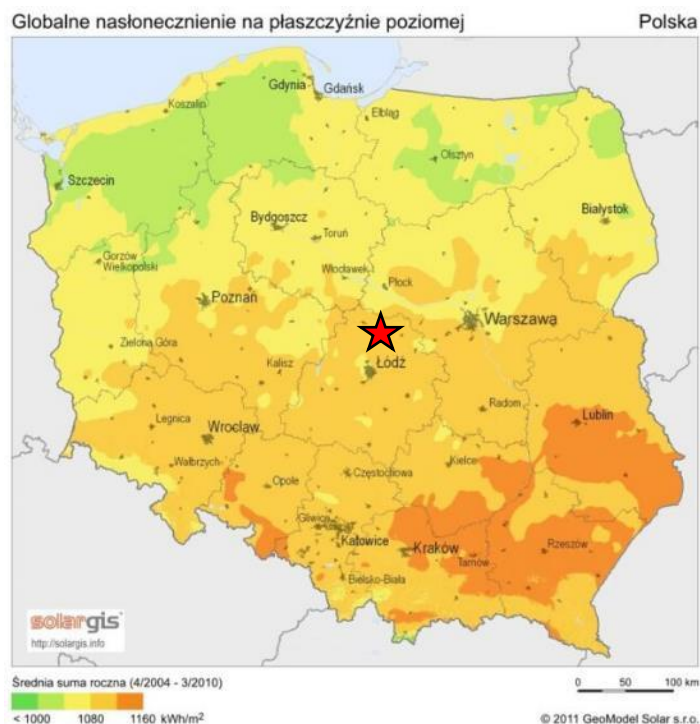 Globalne nasłonecznienie na płaszczyźnie poziomej Polska
Gdynia
Gdańsk
Koszalin
Elbląg
Olsztyn
Szczecin
Białystok
Bydgoszcz
Toruń
Gorzów
Wielkopolski
Włocławek
Płock
Poznań
Warszawa
Zielona Góra
Kalisz
Łódź
Radom
Lublin
Legnica
Wrocław
Wałbrzych
Opole
Częstochowa
Kielce
Gliwice
Katowice
Kraków
Tarnów
Rzeszów
Bielsko-Biała
solargis
http://solargis.info
Średnia suma roczna (4/2004 - 3/2010)
< 1000 1080 1160 kWh/m²
0 50 100 km
© 2011 GeoModel Solar s.r.o.